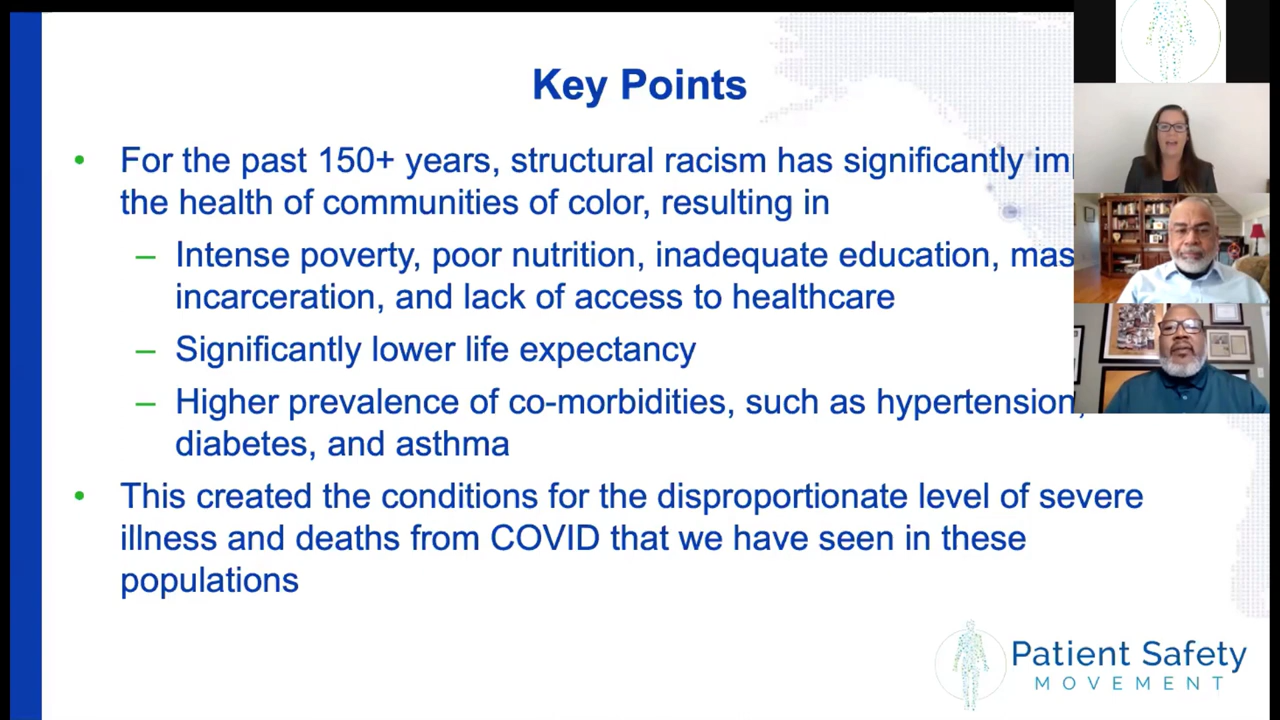 Key Points
• For the past 150+ years, structural racism has significantly
the health of communities of color, resulting in
– Intense poverty, poor nutrition, inadequate education,
incarceration, and lack of access to healthcare
– Significantly lower life expectancy
– Higher prevalence of co-morbidities, such as hypertension,
diabetes, and asthma
• This created the conditions for the disproportionate level of severe
illness and deaths from COVID that we have seen in these
populations
Patient Safety
MOVEMENT